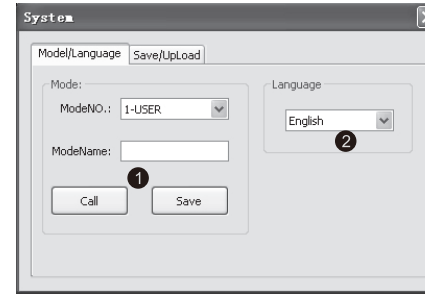 System
Model/Language Save/UpLoad
Mode: Language
ModeNO.: 1-USER English
ModeName:
1 2
Call Save